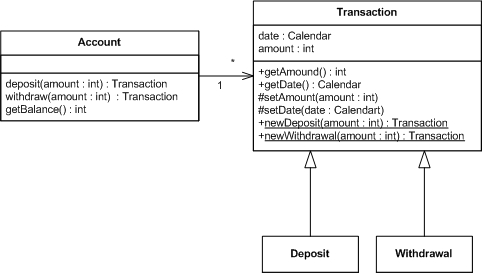 Account
deposit(amount : int) : Transaction
withdraw(amount : int) : Transaction
getBalance() : int
*
1
Transaction
date : Calendar
amount : int
+getAmound() : int
+getDate() : Calendar
#setAmount(amount : int)
#setDate(date : Calendart)
+newDeposit(amount : int) : Transaction
+newWithdrawal(amount : int) : Transaction
Deposit
Withdrawal